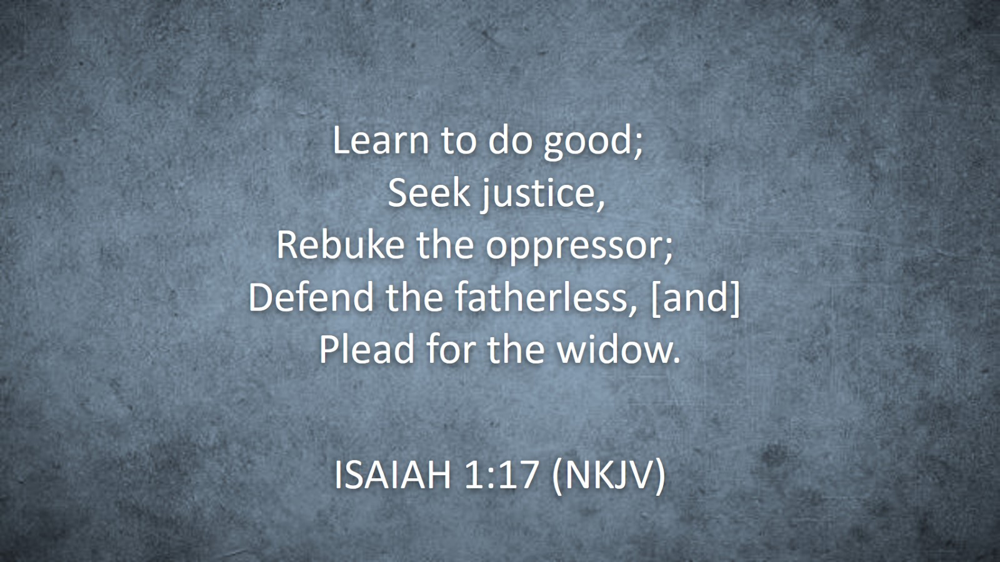 Learn to do good;
Seek justice,
Rebuke the oppressor;
Defend the fatherless, [and]
Plead for the widow.
ISAIAH 1:17 (NKJV)